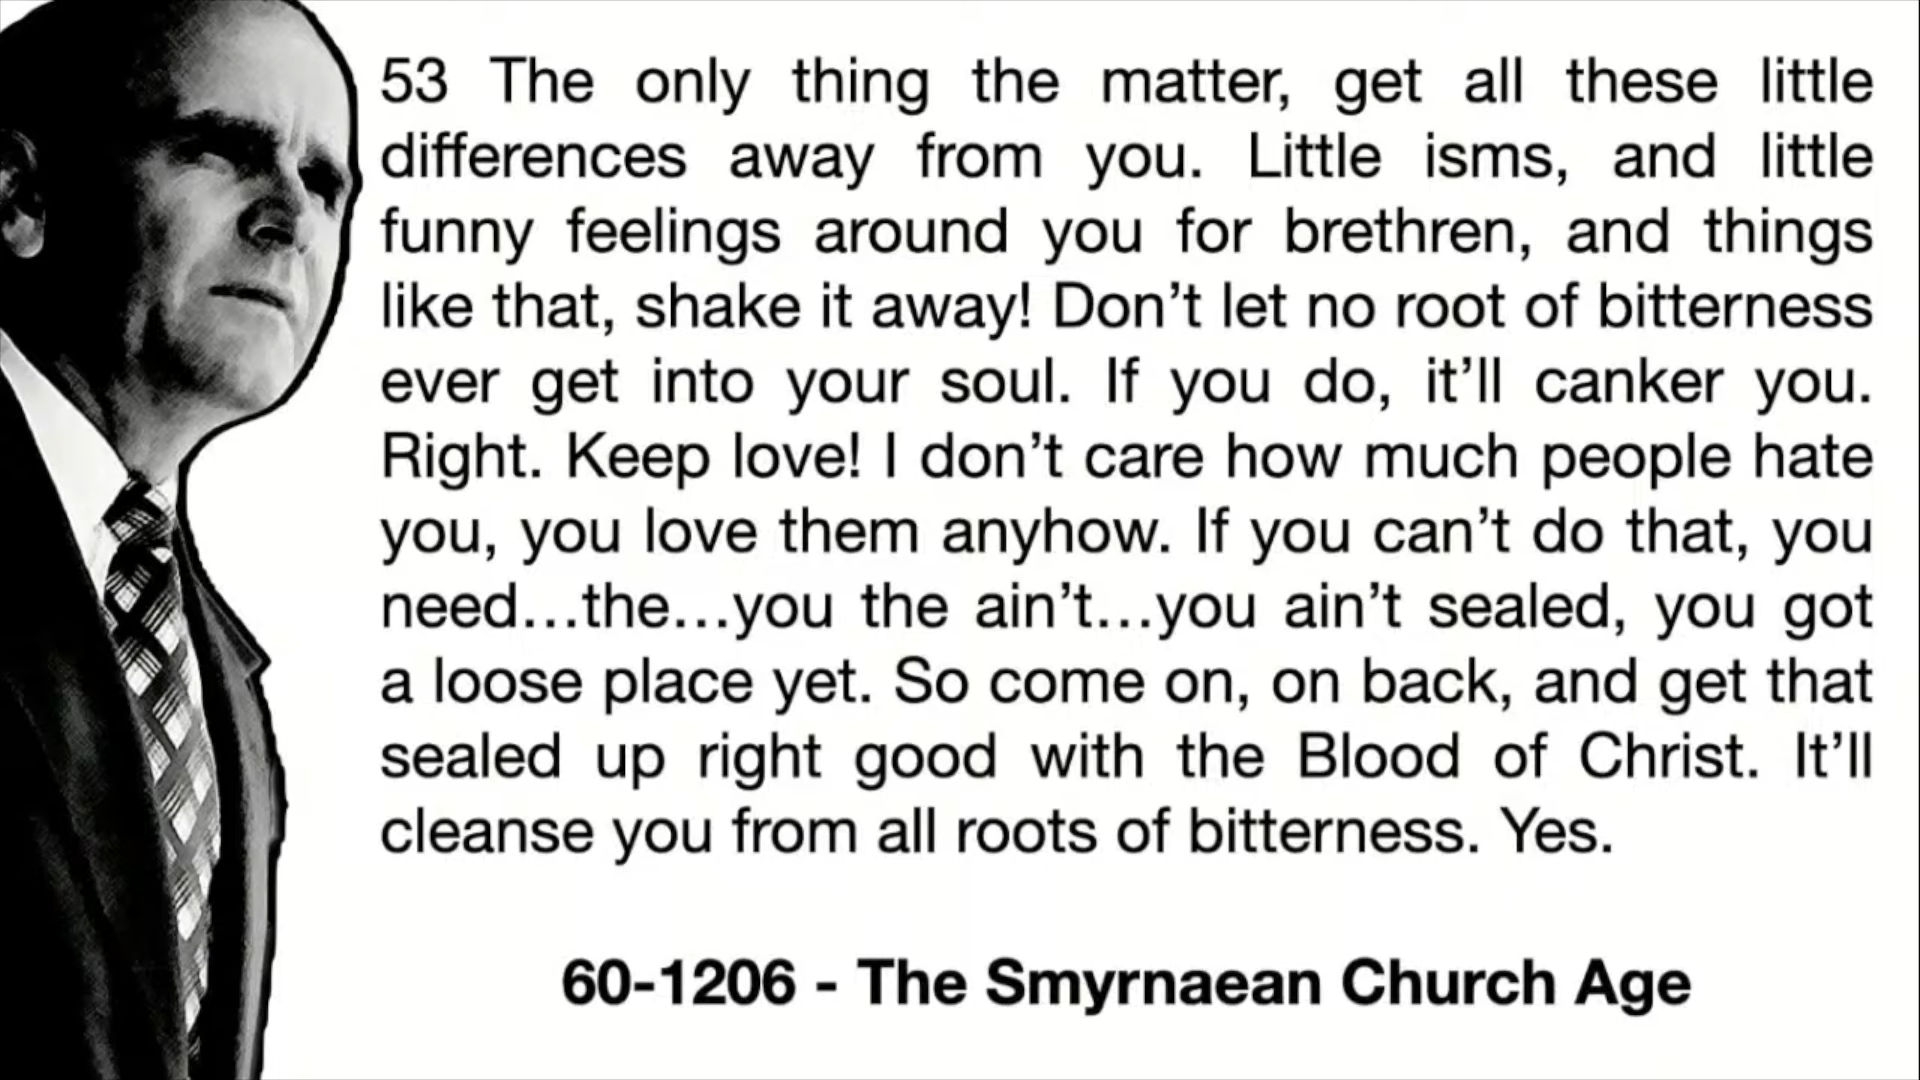 53 The only thing the matter, get all these little
differences away from you. Little isms, and little
funny feelings around you for brethren, and things
like that, shake it away! Don’t let no root of bitterness
ever get into your soul. If you do, it’ll canker you.
Right. Keep love! I don’t care how much people hate
you, you love them anyhow. If you can’t do that, you
need…the…you the ain’t…you ain’t sealed, you got
a loose place yet. So come on, on back, and get that
sealed up right good with the Blood of Christ. It’ll
cleanse you from all roots of bitterness. Yes.
60-1206 - The Smyrnaean Church Age